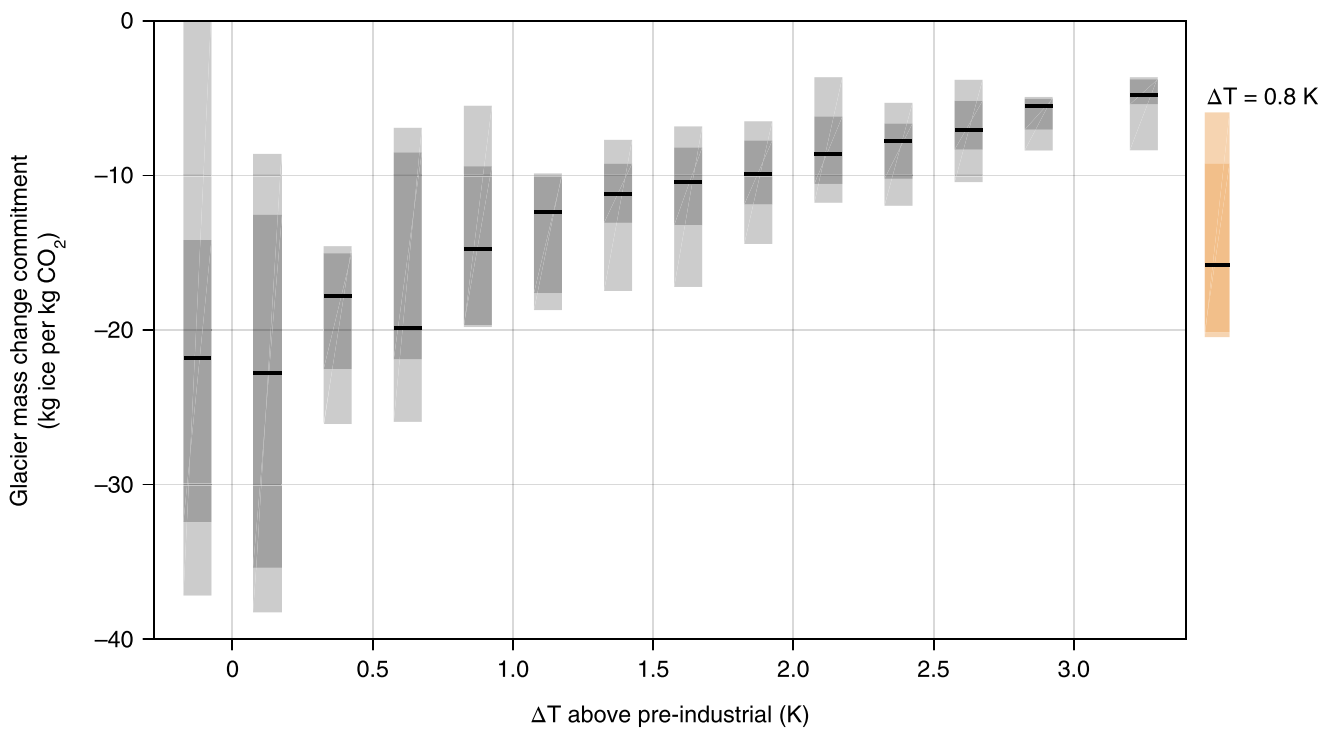 0
–10
–20
–30
–40
Glacier mass change commitment
(kg ice per kg CO₂)
0 0.5 1.0 1.5 2.0 2.5 3.0
ΔT above pre-industrial (K)
ΔT = 0.8 K